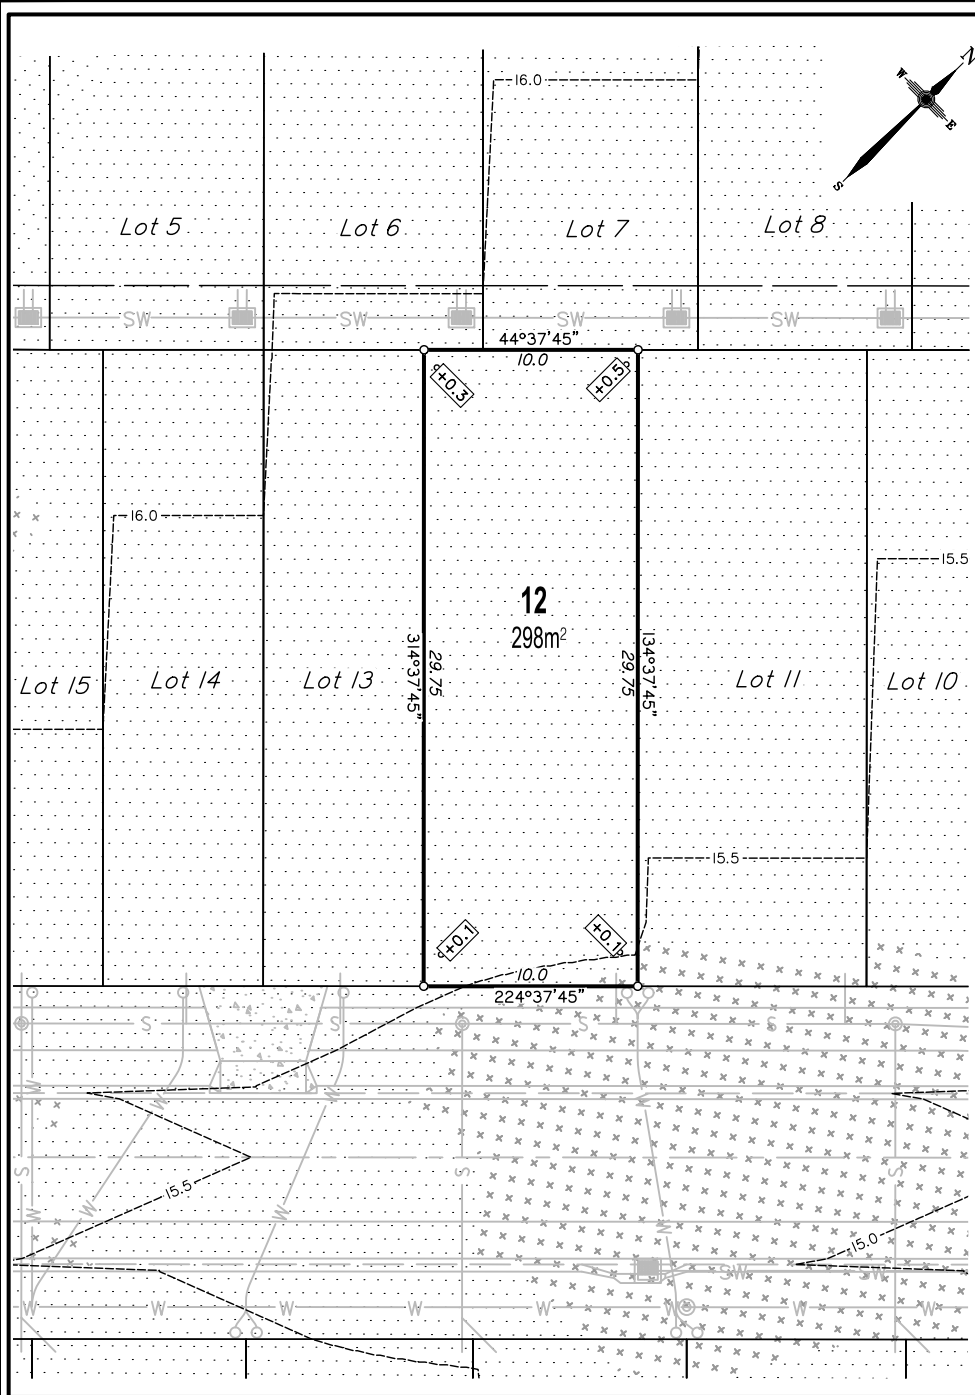 N
W
E
S
16.0
Lot 5
Lot 6
Lot 7
Lot 8
SW
SW
SW
SW
44°37'45"
10.0
+0.3
+0.5
16.0
15.5
12
298m²
314°37'45"
29.75
29.75
134°37'45"
Lot 15
Lot 14
Lot 13
Lot 11
Lot 10
15.5
+0.1
+0.1
10.0
224°37'45"
S
S
S
S
W
W
W
W
S
S
S
15.5
W
W
W
W
15.0
SW
SW
W
W
W
W
W
W
W
W